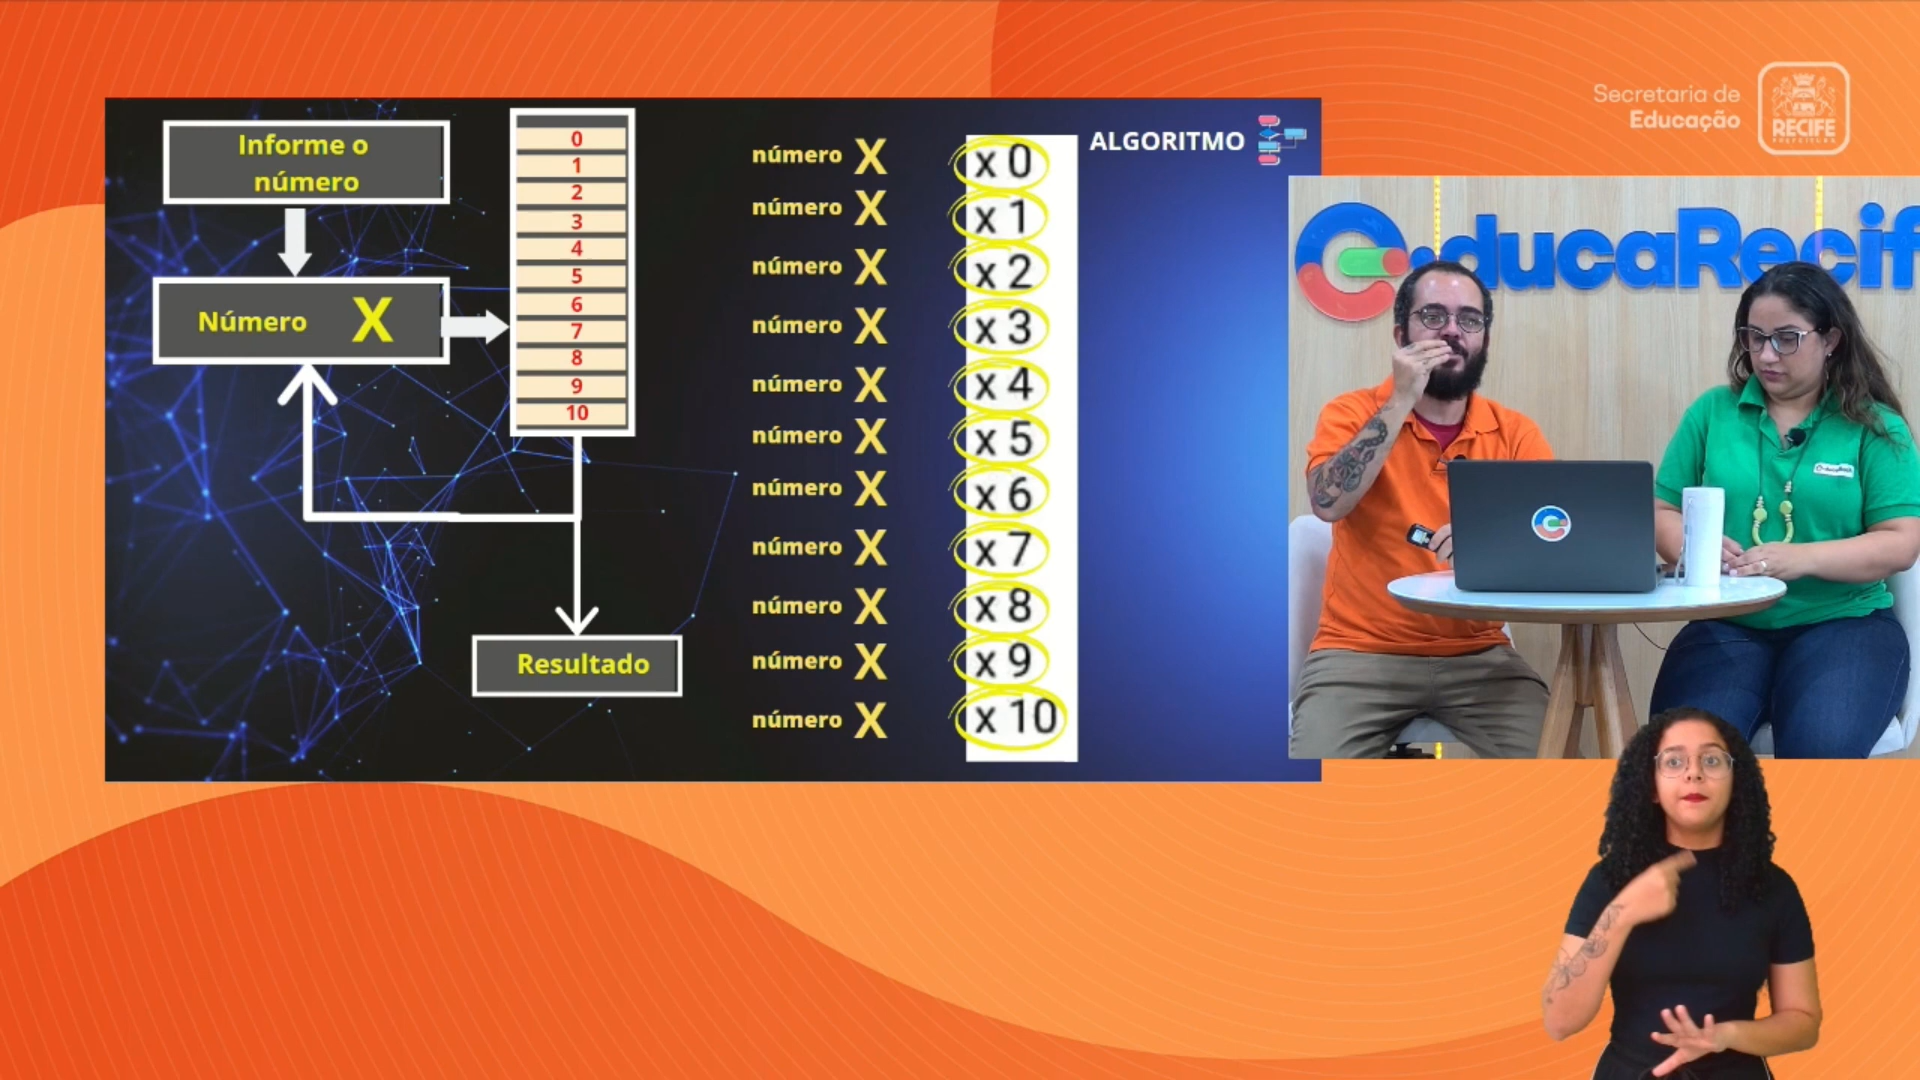 Secretaria de
Educação
RECIFE
PREFEITURA
ALGORITMO
Informe o
número
Número X
0
1
2
3
4
5
6
7
8
9
10
Resultado
número X x 0
número X x 1
número X x 2
número X x 3
número X x 4
número X x 5
número X x 6
número X x 7
número X x 8
número X x 9
número X x 10
EducaRecif